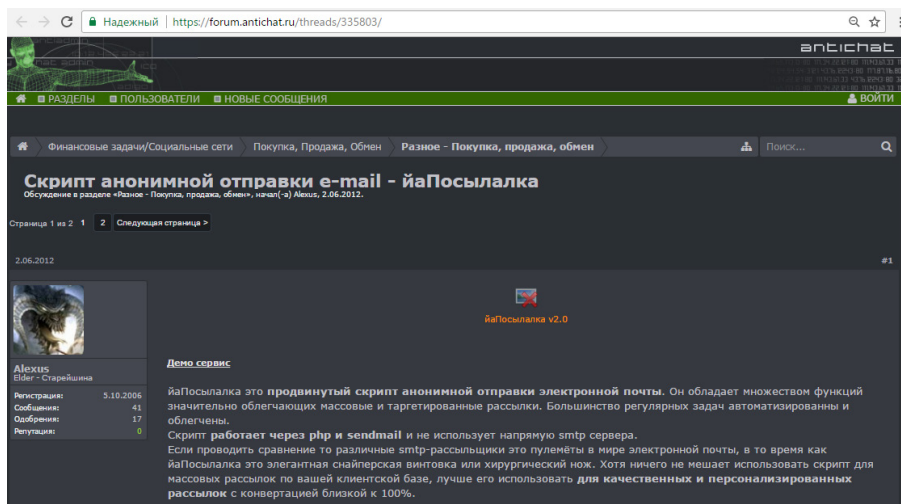 Надежный https://forum.antichat.ru/threads/335803/
antichat
РАЗДЕЛЫ ПОЛЬЗОВАТЕЛИ НОВЫЕ СООБЩЕНИЯ ВОЙТИ
Финансовые задачи/Социальные сети Покупка, Продажа, Обмен Разное - Покупка, продажа, обмен Поиск...
Скрипт анонимной отправки e-mail - йаПосылалка
Обсуждение в разделе «Разное - Покупка, продажа, обмен», начал(-а) Alexus, 2.06.2012.
Страница 1 из 2 1 2 Следующая страница >
2.06.2012 #1
йаПосылалка v2.0
Демо сервис
Alexus
Elder - Старейшина
Регистрация: 5.10.2006
Сообщения: 41
Одобрения: 17
Репутация: 0
йаПосылалка это продвинутый скрипт анонимной отправки электронной почты. Он обладает множеством функций
значительно облегчающих массовые и таргетированные рассылки. Большинство регулярных задач автоматизированны и
облегчены.
Скрипт работает через php и sendmail и не использует напрямую smtp сервера.
Если проводить сравнение то различные smtp-рассыльщики это пулемёты в мире электронной почты, в то время как
йаПосылалка это элегантная снайперская винтовка или хирургический нож. Хотя ничего не мешает использовать скрипт для
массовых рассылок по вашей клиентской базе, лучше его использовать для качественных и персонализированных
рассылок с конвертацией близкой к 100%.